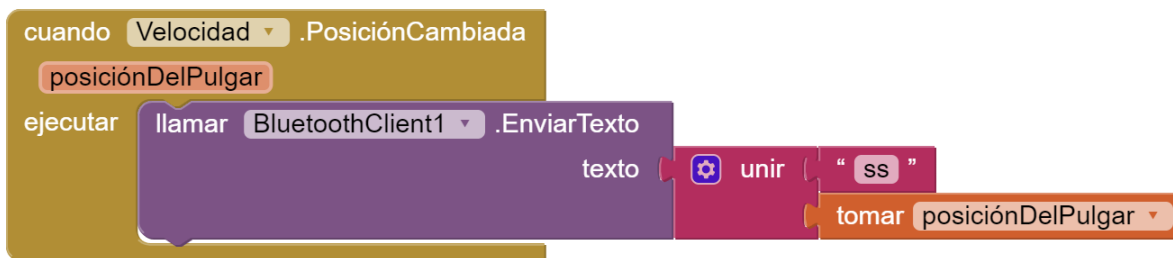 cuando Velocidad .PosiciónCambiada
posiciónDelPulgar
ejecutar llamar BluetoothClient1 .EnviarTexto
texto unir “ ss ”
tomar posiciónDelPulgar